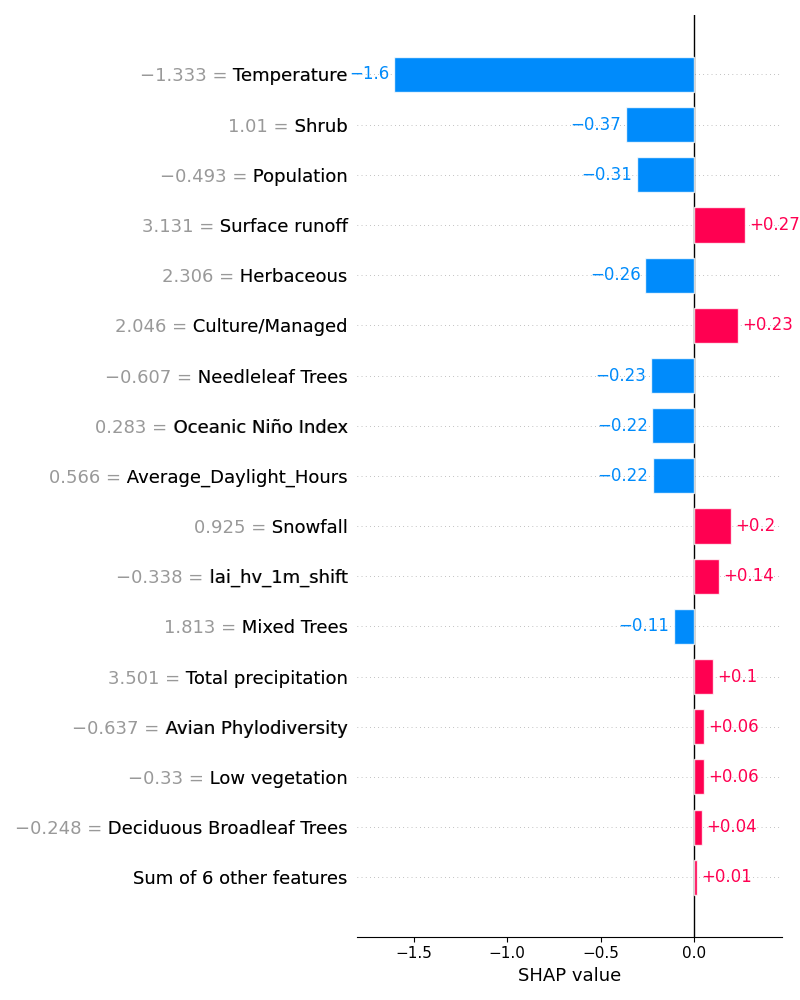 −1.333 = Temperature −1.6
1.01 = Shrub −0.37
−0.493 = Population −0.31
3.131 = Surface runoff +0.27
2.306 = Herbaceous −0.26
2.046 = Culture/Managed +0.23
−0.607 = Needleleaf Trees −0.23
0.283 = Oceanic Niño Index −0.22
0.566 = Average_Daylight_Hours −0.22
0.925 = Snowfall +0.2
−0.338 = lai_hv_1m_shift +0.14
1.813 = Mixed Trees −0.11
3.501 = Total precipitation +0.1
−0.637 = Avian Phylodiversity +0.06
−0.33 = Low vegetation +0.06
−0.248 = Deciduous Broadleaf Trees +0.04
Sum of 6 other features +0.01
−1.5 −1.0 −0.5 0.0
SHAP value